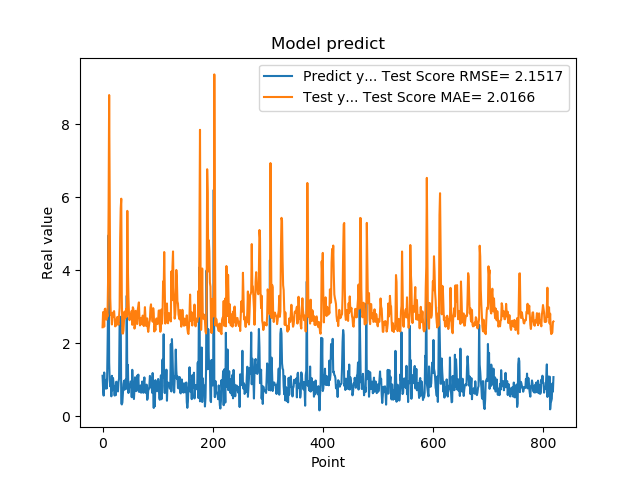 Model predict
Predict y... Test Score RMSE= 2.1517
Test y... Test Score MAE= 2.0166
Real value
8
6
4
2
0
0 200 400 600 800
Point